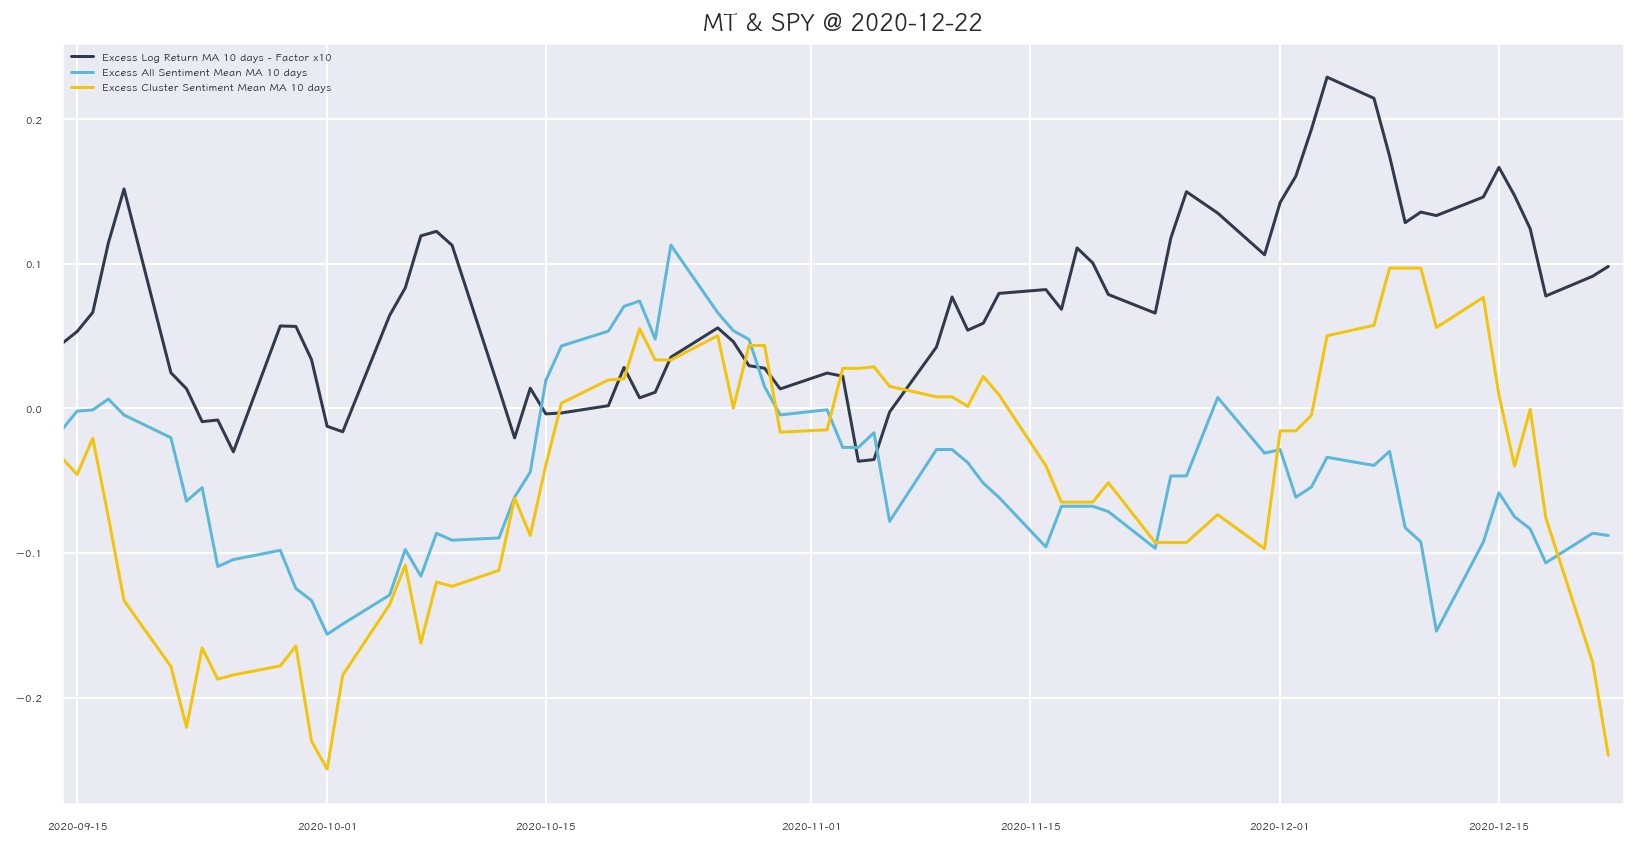 MT & SPY @ 2020-12-22
Excess Log Return MA 10 days - Factor x10
Excess All Sentiment Mean MA 10 days
Excess Cluster Sentiment Mean MA 10 days
0.2
0.1
0.0
−0.1
−0.2
2020-09-15 2020-10-01 2020-10-15 2020-11-01 2020-11-15 2020-12-01 2020-12-15